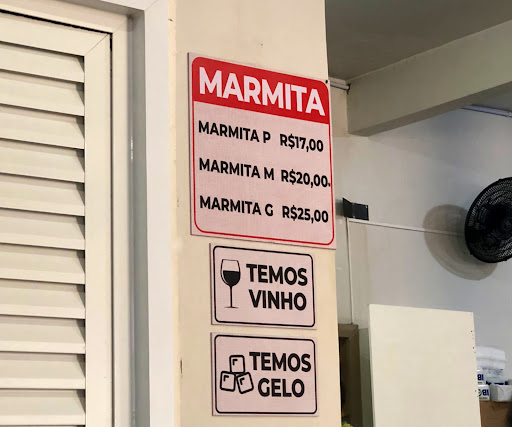 MARMITA
MARMITA P R$17,00
MARMITA M R$20,00
MARMITA G R$25,00
TEMOS
VINHO
TEMOS
GELO